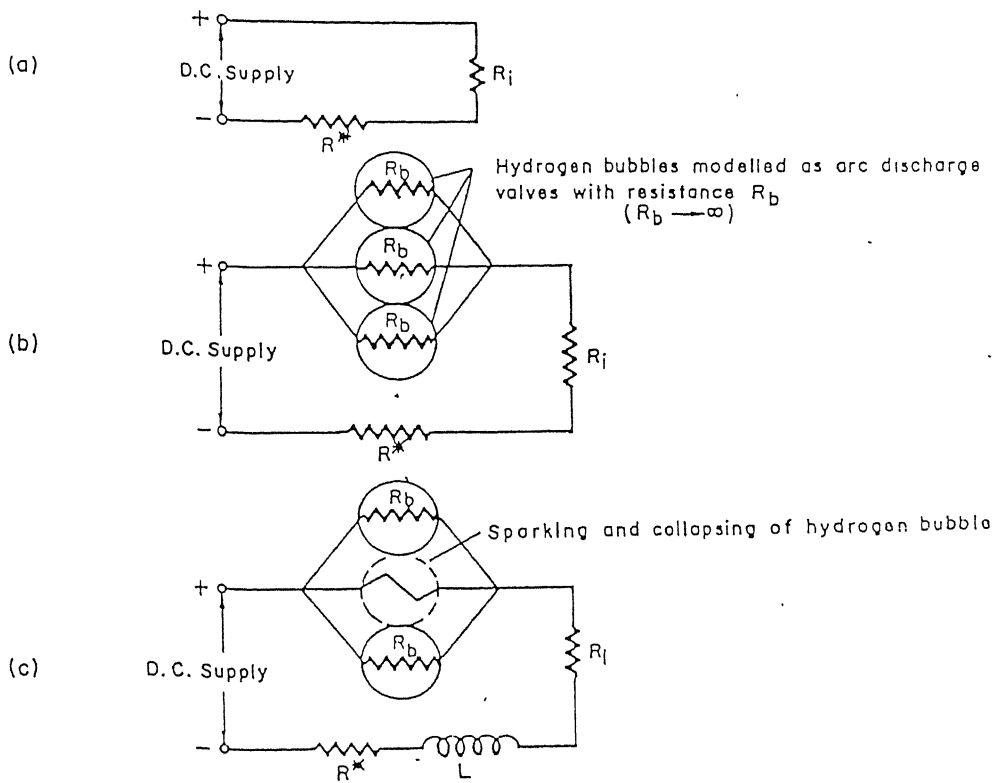 (a)
+
D.C. Supply
-
R*
Ri
(b)
Rb
Rb
Rb
Hydrogen bubbles modelled as arc discharge
valves with resistance Rb
(Rb → ∞)
+
D.C. Supply
-
R*
Ri
(c)
Rb
Sparking and collapsing of hydrogen bubble
+
Rb
D.C. Supply
-
R*
L
Ri